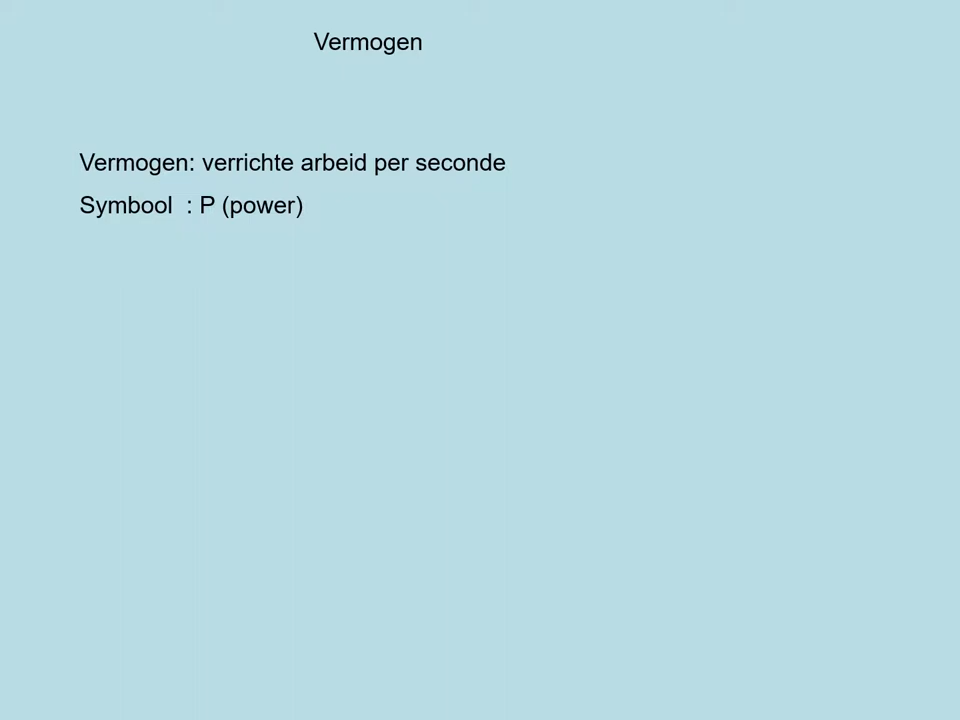 Vermogen
Vermogen: verrichte arbeid per seconde
Symbool  : P (power)